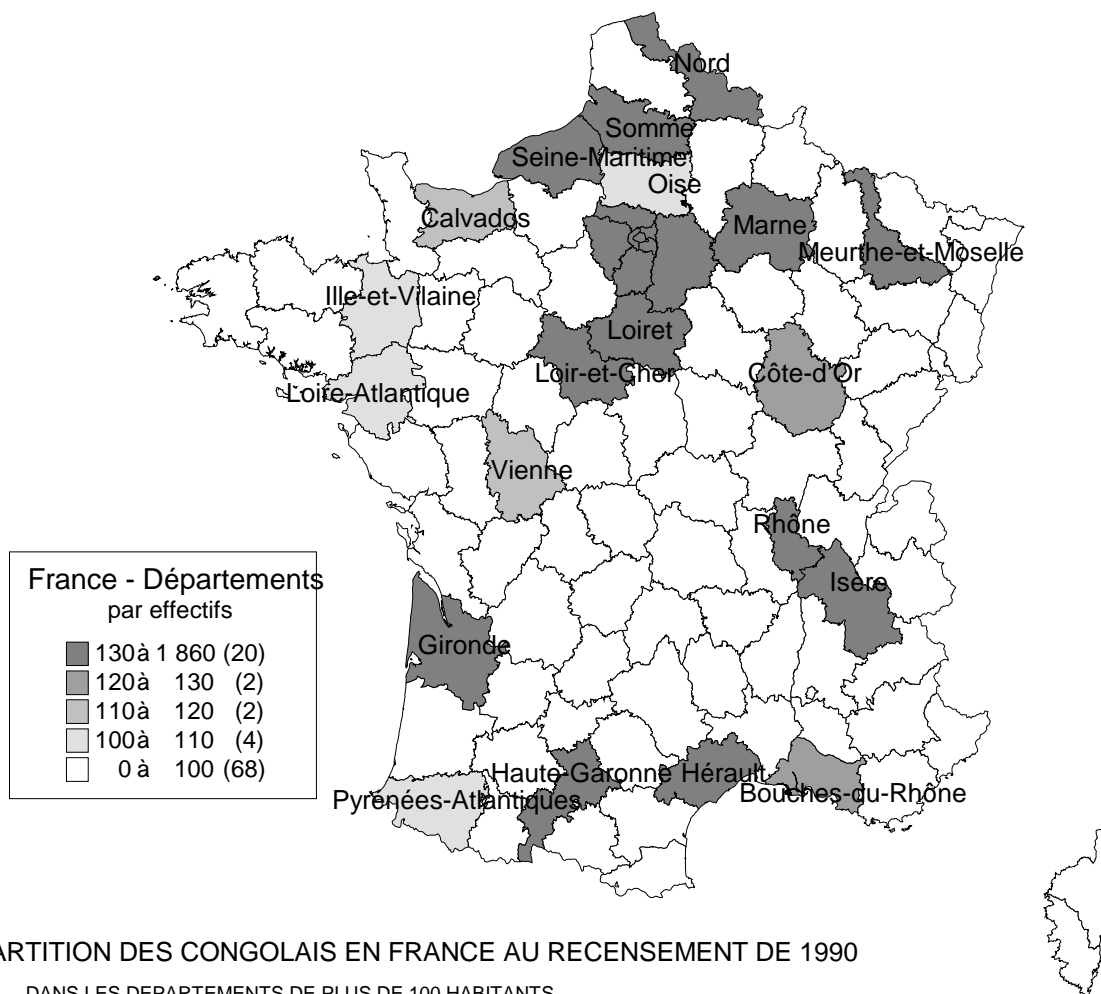 Nord
Somme
Seine-Maritime
Oise
Calvados
Marne
Meurthe-et-Moselle
Ille-et-Vilaine
Loiret
Loir-et-Cher
Côte-d'Or
Loire-Atlantique
Vienne
Rhône
Isère
Gironde
Haute-Garonne
Hérault
Pyrénées-Atlantiques
Bouches-du-Rhône
France - Départements
par effectifs
130 à 1 860 (20)
120 à 130 (2)
110 à 120 (2)
100 à 110 (4)
0 à 100 (68)
ARTITION DES CONGOLAIS EN FRANCE AU RECENSEMENT DE 1990
DANS LES DEPARTEMENTS DE PLUS DE 100 HABITANTS